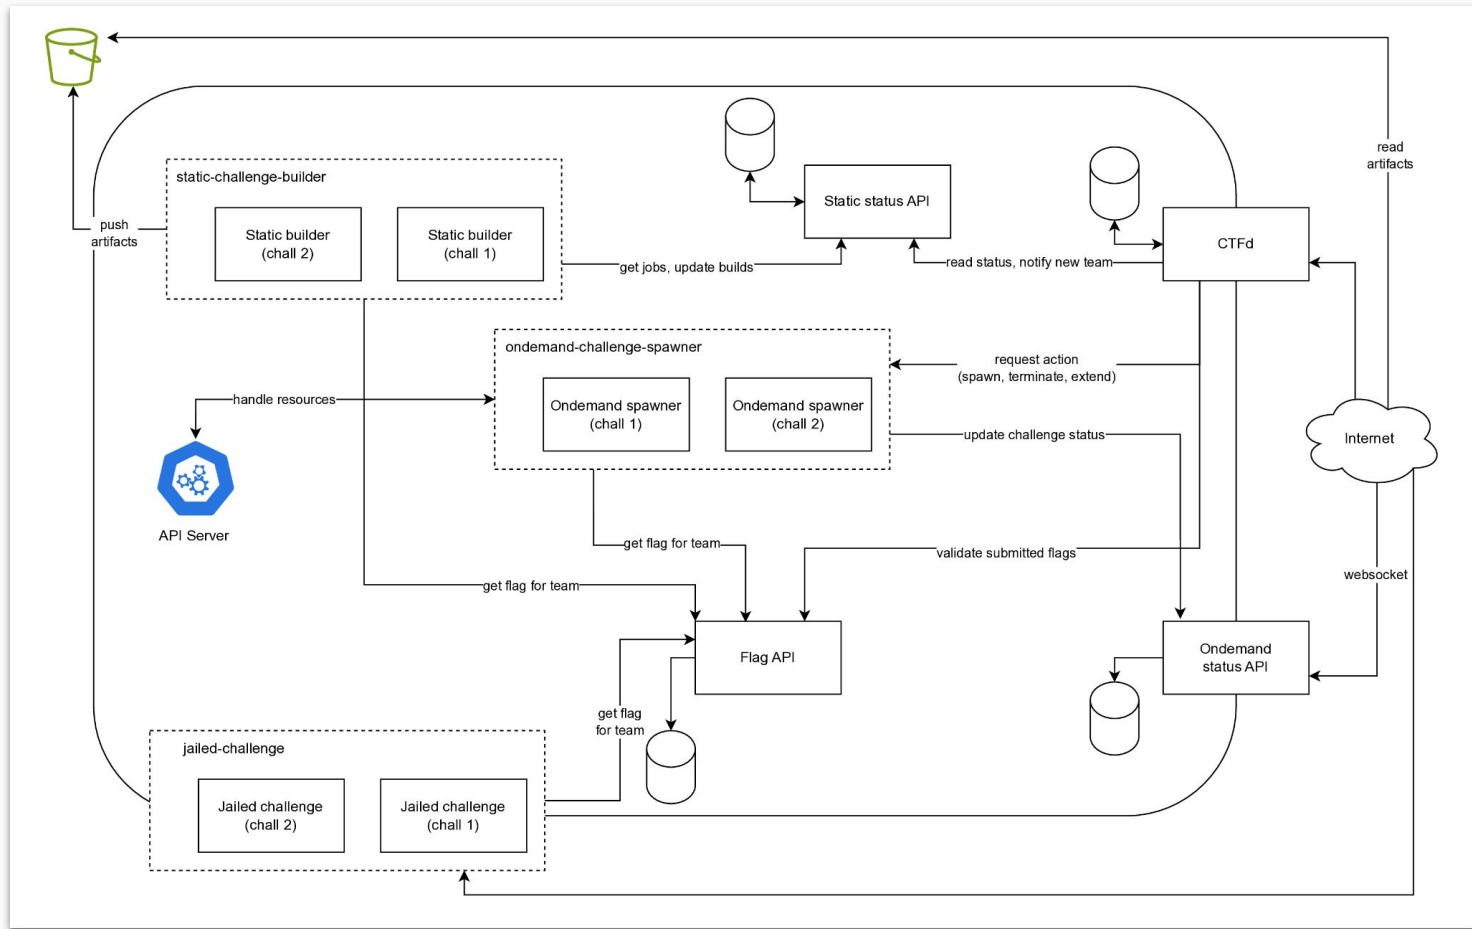 read
artifacts
static-challenge-builder
Static status API
push
artifacts
Static builder
(chall 2)
Static builder
(chall 1)
CTFd
get jobs, update builds
read status, notify new team
ondemand-challenge-spawner
request action
(spawn, terminate, extend)
handle resources
Ondemand spawner
(chall 1)
Ondemand spawner
(chall 2)
update challenge status
Internet
API Server
get flag for team
validate submitted flags
websocket
get flag for team
Flag API
Ondemand
status API
get flag
for team
jailed-challenge
Jailed challenge
(chall 2)
Jailed challenge
(chall 1)